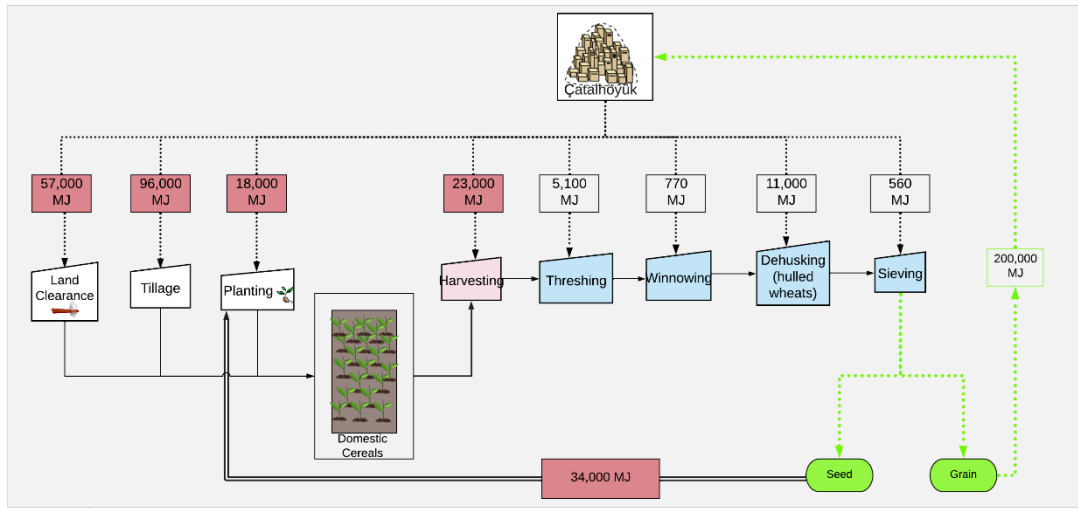 Çatalhöyük
57,000
MJ
96,000
MJ
18,000
MJ
23,000
MJ
5,100
MJ
770
MJ
11,000
MJ
560
MJ
Land
Clearance
Tillage
Planting
Harvesting
Threshing
Winnowing
Dehusking
(hulled
wheats)
Sieving
200,000
MJ
Domestic
Cereals
34,000 MJ
Seed
Grain